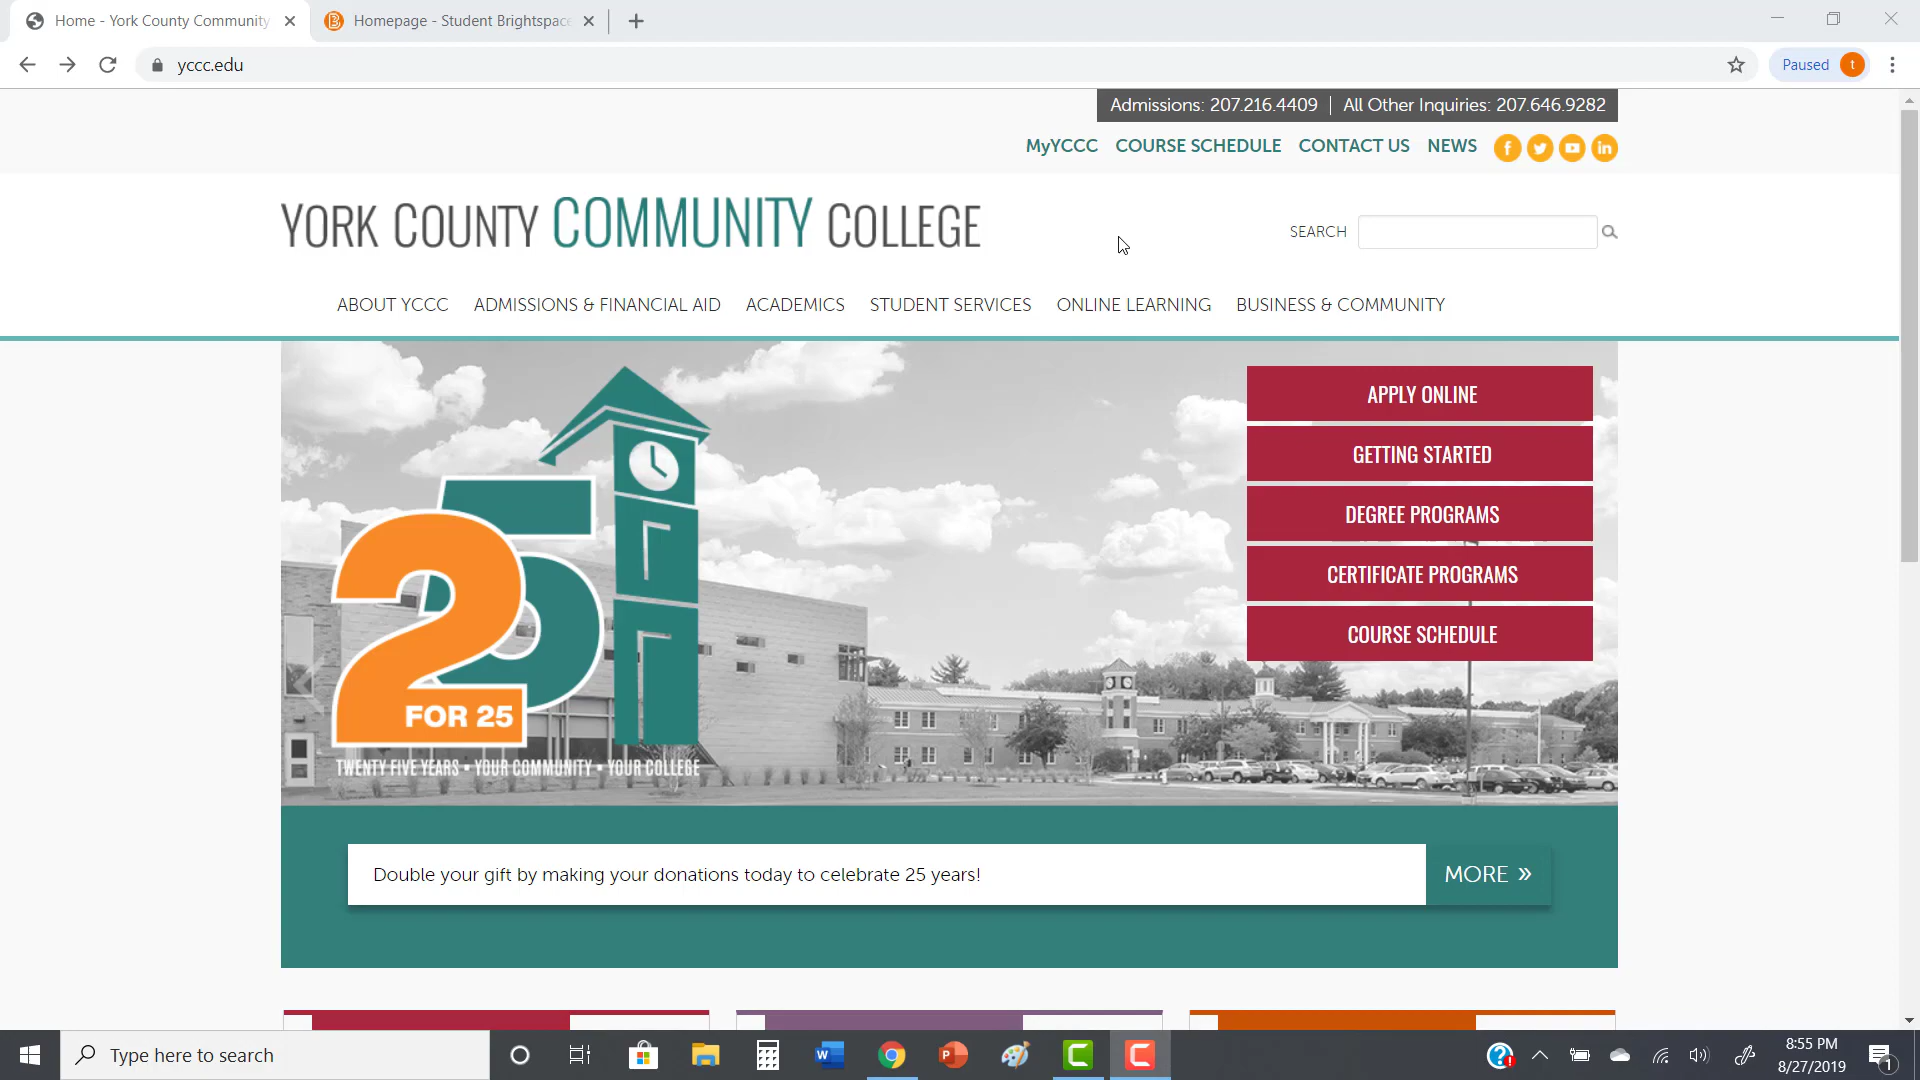 Home - York County Community
Homepage - Student Brightspace
yccc.edu
Paused
t
Admissions: 207.216.4409 | All Other Inquiries: 207.646.9282
MyYCCC COURSE SCHEDULE CONTACT US NEWS
YORK COUNTY COMMUNITY COLLEGE
SEARCH
ABOUT YCCC ADMISSIONS & FINANCIAL AID ACADEMICS STUDENT SERVICES ONLINE LEARNING BUSINESS & COMMUNITY
APPLY ONLINE
GETTING STARTED
DEGREE PROGRAMS
CERTIFICATE PROGRAMS
COURSE SCHEDULE
25
FOR 25
TWENTY FIVE YEARS • YOUR COMMUNITY • YOUR COLLEGE
Double your gift by making your donations today to celebrate 25 years!
MORE »
Type here to search
8:55 PM
8/27/2019
1